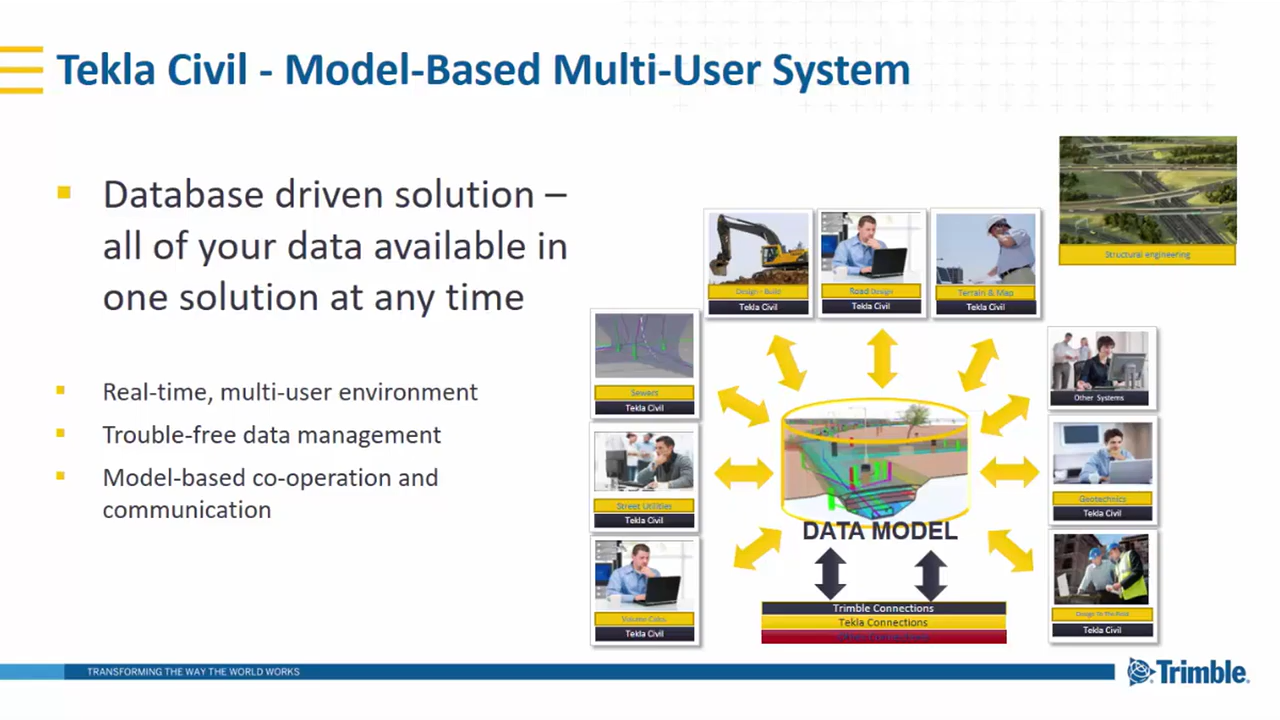 Tekla Civil - Model-Based Multi-User System
Database driven solution –
all of your data available in
one solution at any time
Real-time, multi-user environment
Trouble-free data management
Model-based co-operation and
communication
Structural engineering
Design - Build
Tekla Civil
Road Design
Tekla Civil
Terrain & Map
Tekla Civil
Sewers
Tekla Civil
Other Systems
Street Utilities
Tekla Civil
Geotechnics
Tekla Civil
Volume Calcs
Tekla Civil
Design To The Field
Tekla Civil
DATA MODEL
Trimble Connections
Tekla Connections
TRANSFORMING THE WAY THE WORLD WORKS
Trimble